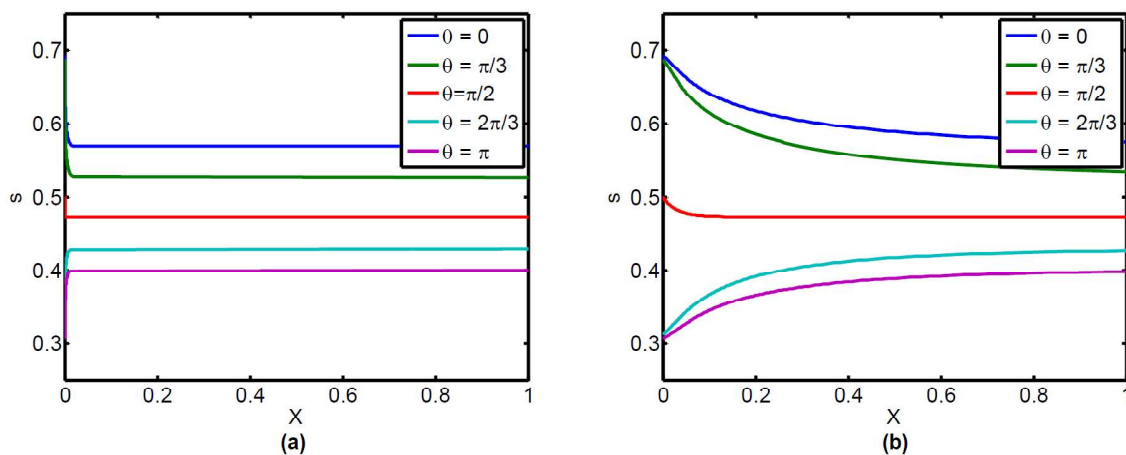 θ = 0
θ = π/3
θ=π/2
θ = 2π/3
θ = π
0.7
0.6
0.5
0.4
0.3
s
0
0.2
0.4
0.6
0.8
1
X
(a)
θ = 0
θ = π/3
θ=π/2
θ = 2π/3
θ = π
0.7
0.6
0.5
0.4
0.3
s
0
0.2
0.4
0.6
0.8
1
X
(b)